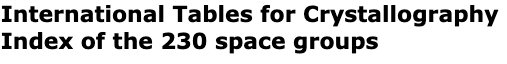 International Tables for Crystallography
Index of the 230 space groups